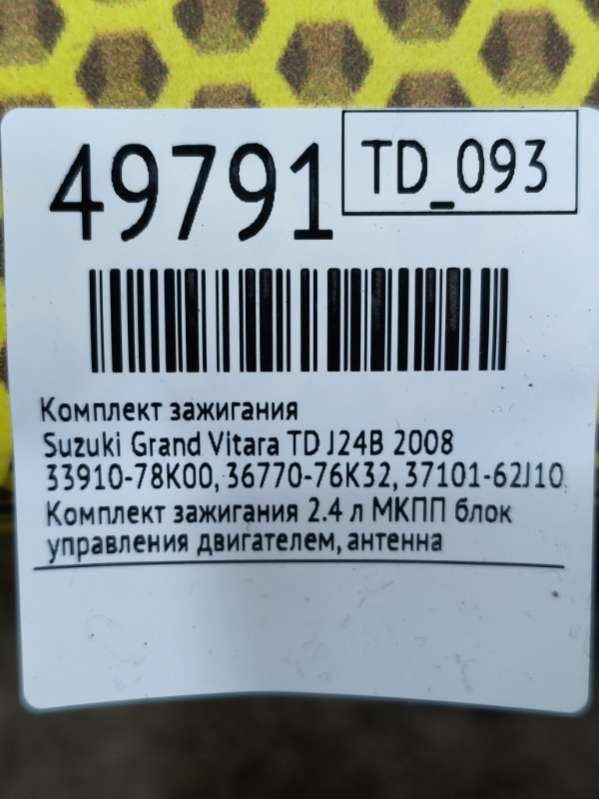 49791
TD_093
Комплект зажигания
Suzuki Grand Vitara TD J24B 2008
33910-78K00, 36770-76K32, 37101-62J10
Комплект зажигания 2.4 л МКПП блок
управления двигателем, антенна